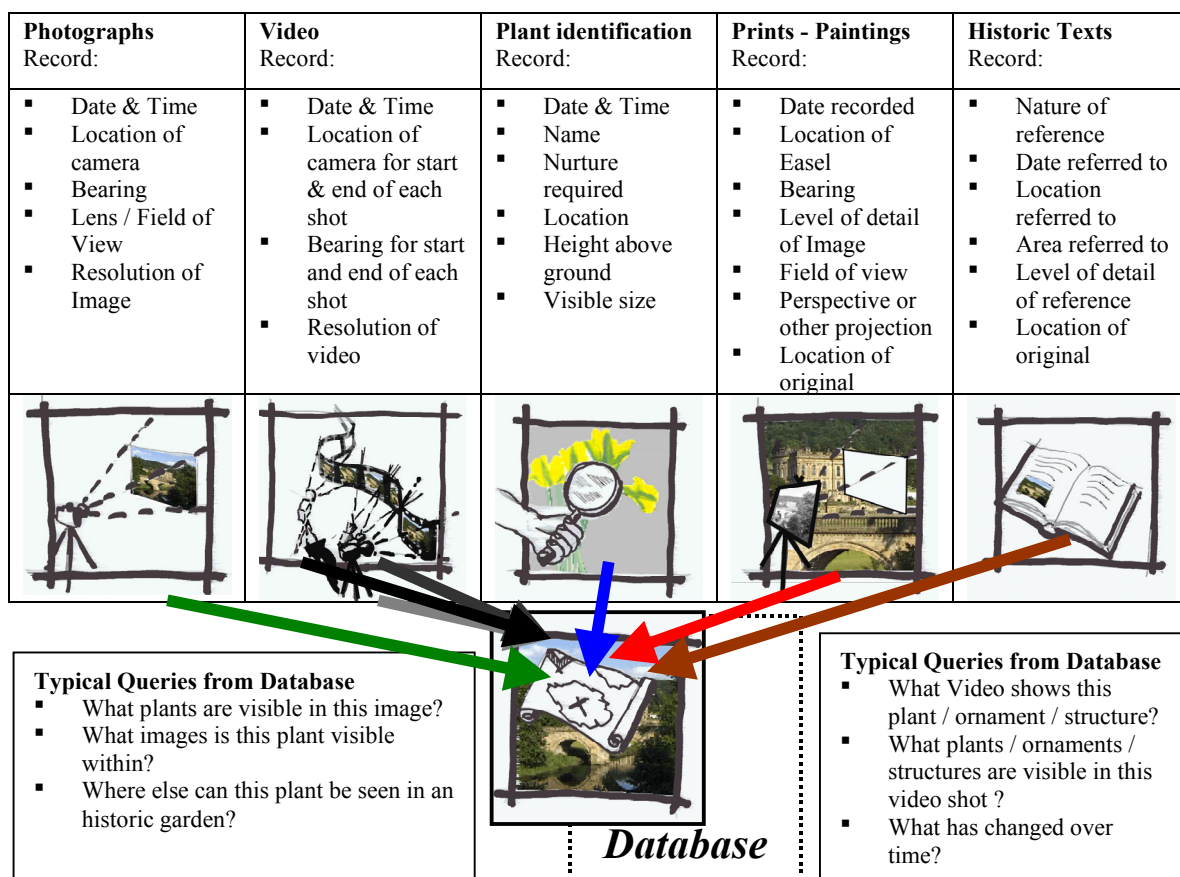 Photographs
Record:
Video
Record:
Plant identification
Record:
Prints - Paintings
Record:
Historic Texts
Record:
▪ Date & Time
▪ Location of
camera
▪ Bearing
▪ Lens / Field of
View
▪ Resolution of
Image
▪ Date & Time
▪ Location of
camera for start
& end of each
shot
▪ Bearing for start
and end of each
shot
▪ Resolution of
video
▪ Date & Time
▪ Name
▪ Nurture
required
▪ Location
▪ Height above
ground
▪ Visible size
▪ Date recorded
▪ Location of
Easel
▪ Bearing
▪ Level of detail
of Image
▪ Field of view
▪ Perspective or
other projection
▪ Location of
original
▪ Nature of
reference
▪ Date referred to
▪ Location
referred to
▪ Area referred to
▪ Level of detail
of reference
▪ Location of
original
Typical Queries from Database
▪ What plants are visible in this image?
▪ What images is this plant visible
within?
▪ Where else can this plant be seen in an
historic garden?
Database
Typical Queries from Database
▪ What Video shows this
plant / ornament / structure?
▪ What plants / ornaments /
structures are visible in this
video shot ?
▪ What has changed over
time?